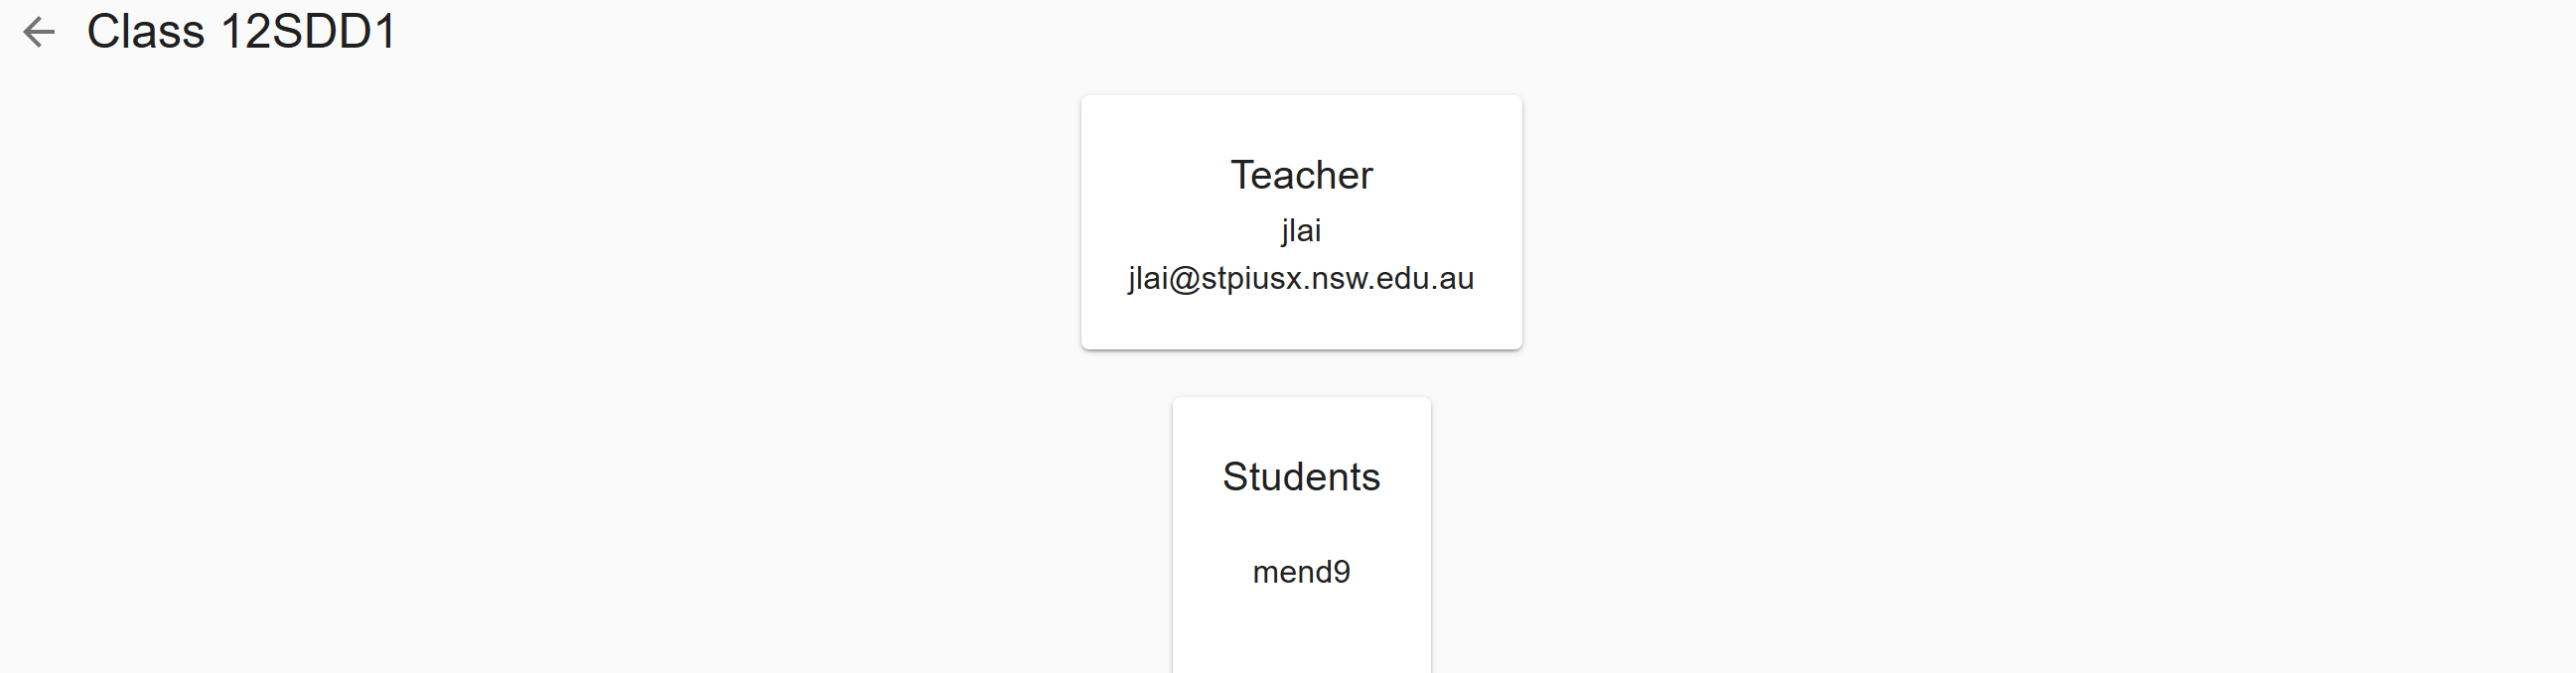 Class 12SDD1
Teacher
jlai
jlai@stpiusx.nsw.edu.au
Students
mend9